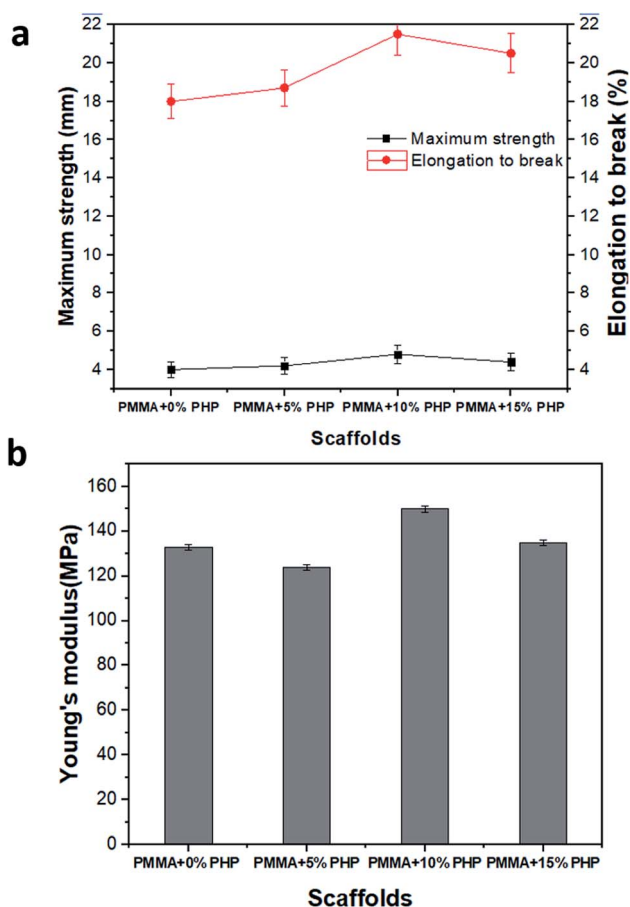 a
22
20
18
16
14
12
10
8
6
4
Maximum strength (mm)
22
20
18
16
14
12
10
8
6
4
Elongation to break (%)
Maximum strength
Elongation to break
PMMA+0% PHP PMMA+5% PHP PMMA+10% PHP PMMA+15% PHP
Scaffolds
b
160
140
120
100
80
60
40
20
0
Young's modulus(MPa)
PMMA+0% PHP PMMA+5% PHP PMMA+10% PHP PMMA+15% PHP
Scaffolds